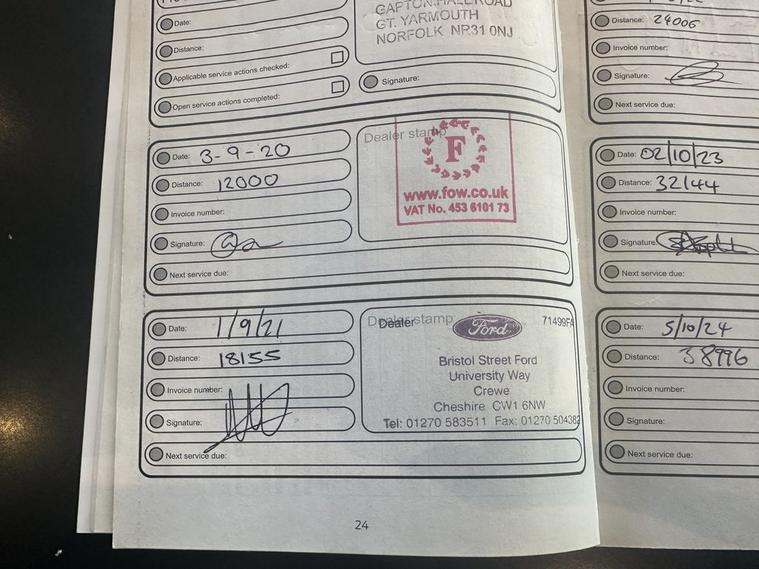 GAPTON HALL ROAD
GT. YARMOUTH
NORFOLK NR31 0NJ
Date:
Distance:
Applicable service actions checked:
Open service actions completed:
Signature:
Date: 3-9-20
Distance: 12000
Invoice number:
Signature:
Next service due:
Dealer stamp
F
www.fow.co.uk
VAT No. 453 6101 73
Date: 1/9/21
Distance: 18155
Invoice number:
Signature:
Next service due:
Dealer stamp
Dealer
Ford
71499FA
Bristol Street Ford
University Way
Crewe
Cheshire CW1 6NW
Tel: 01270 583511 Fax: 01270 504382
24
Distance: 24006
Invoice number:
Signature:
Next service due:
Date: 02/10/23
Distance: 32144
Invoice number:
Signature:
Next service due:
Date: 5/10/24
Distance: 38996
Invoice number:
Signature:
Next service due: